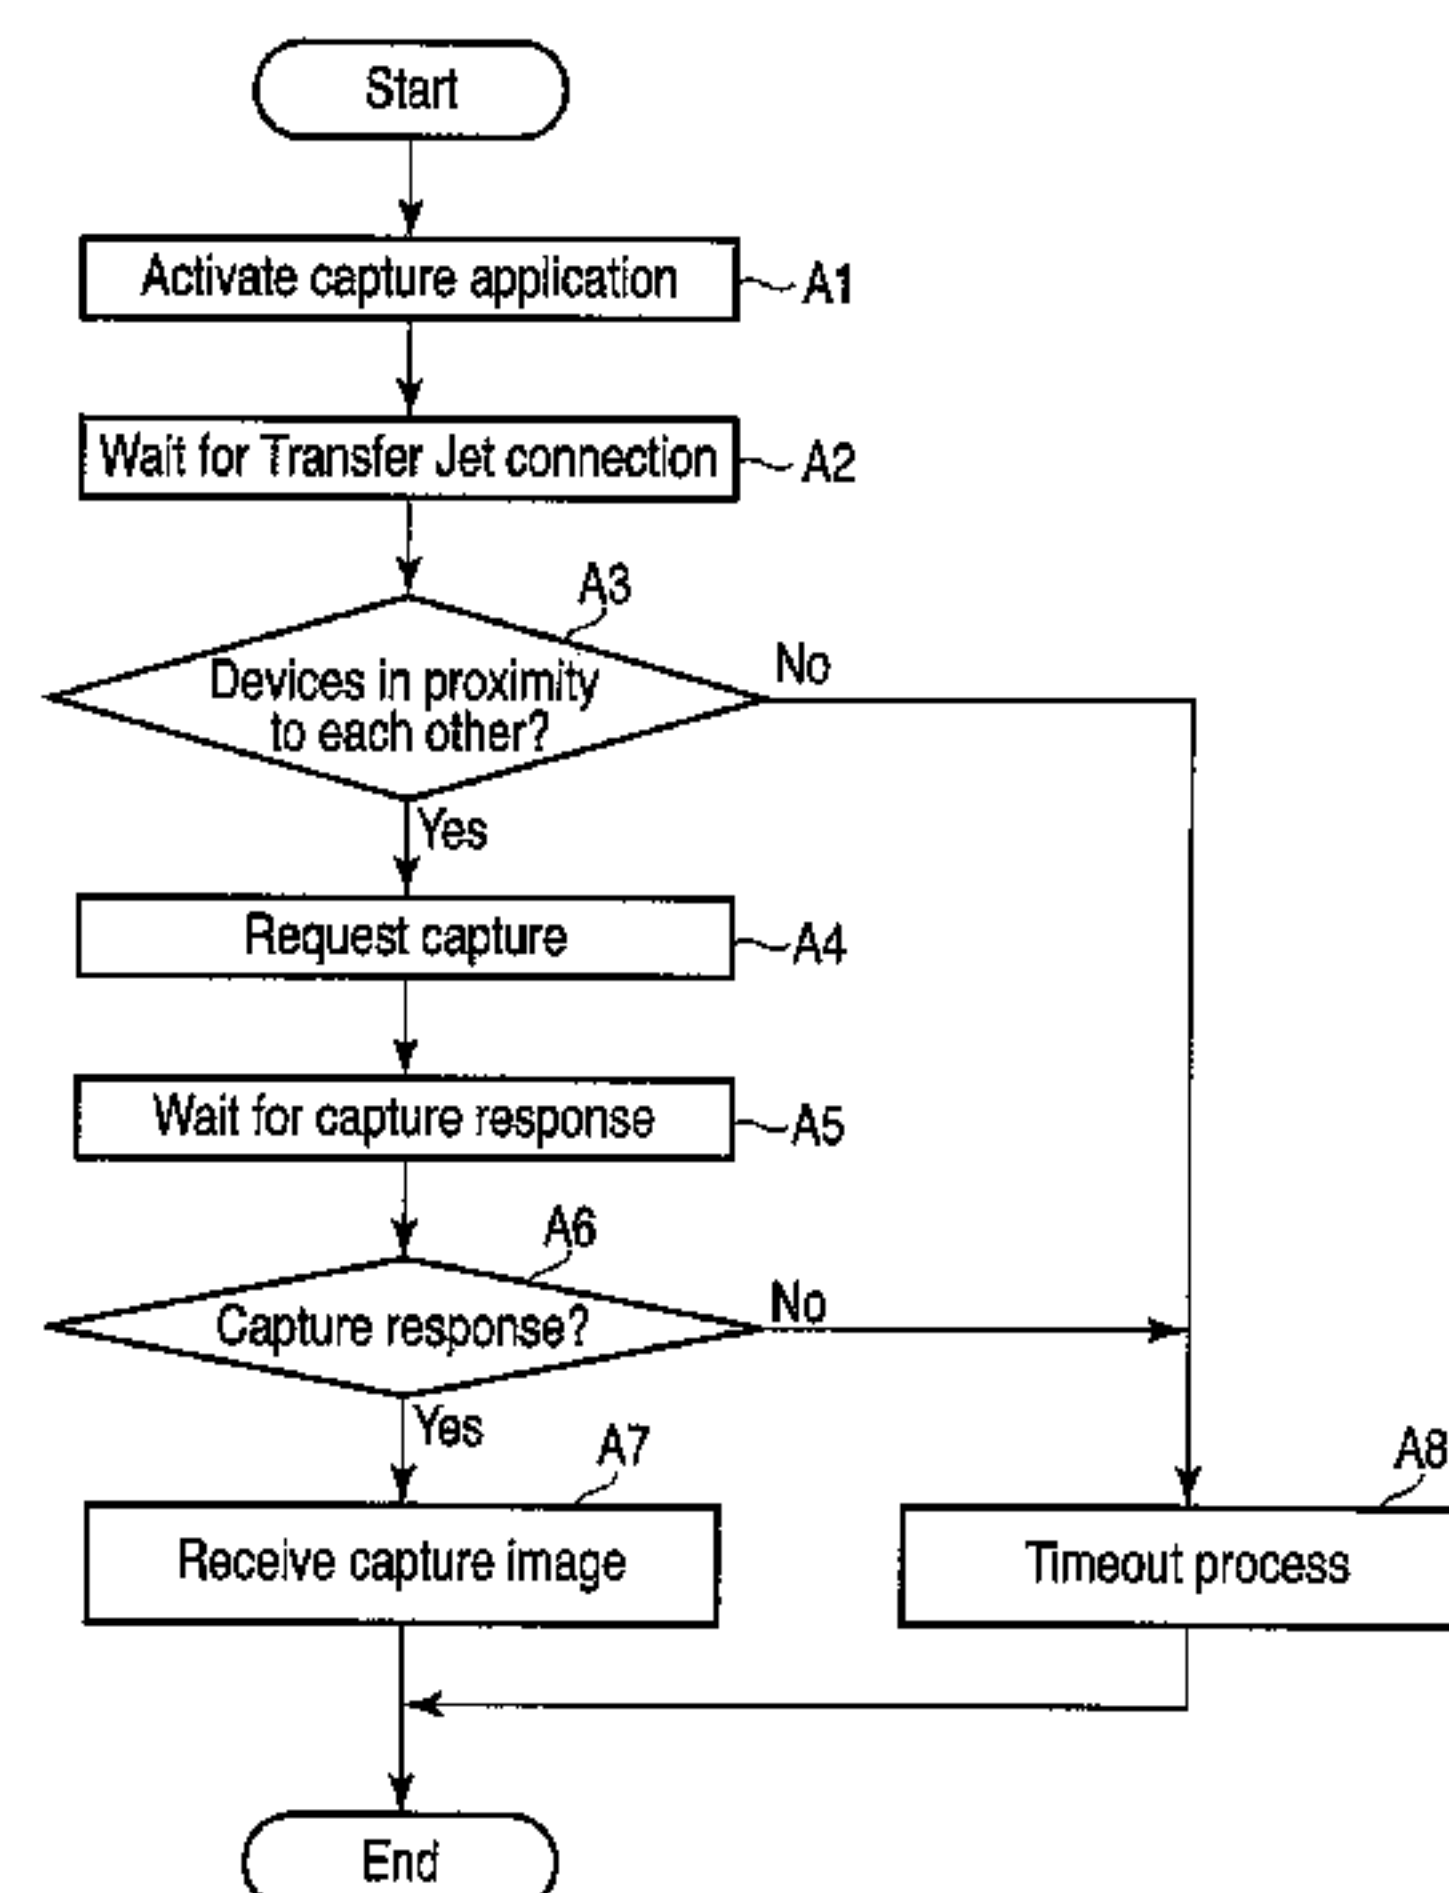 Start
Activate capture application
A1
Wait for Transfer Jet connection
A2
A3
Devices in proximity
to each other?
No
Yes
Request capture
A4
Wait for capture response
A5
A6
Capture response?
No
Yes
A7
Receive capture image
A8
Timeout process
End